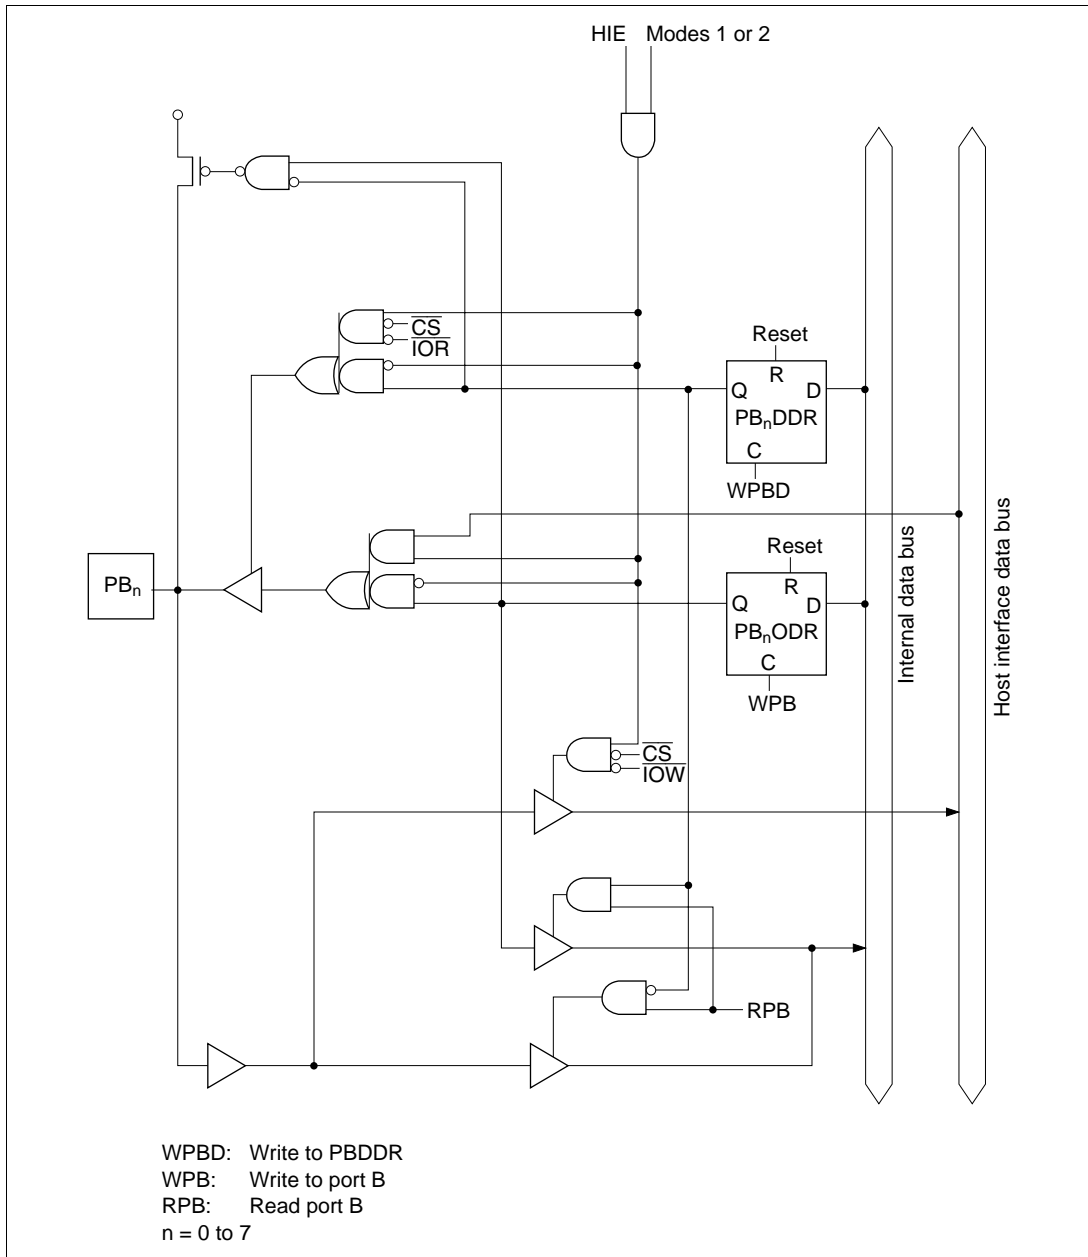 HIE Modes 1 or 2
CS
IOR
Reset
R
Q D
PBnDDR
C
WPBD
Reset
R
Q D
PBnODR
C
WPB
PBn
Internal data bus
Host interface data bus
CS
IOW
RPB
WPBD: Write to PBDDR
WPB: Write to port B
RPB: Read port B
n = 0 to 7